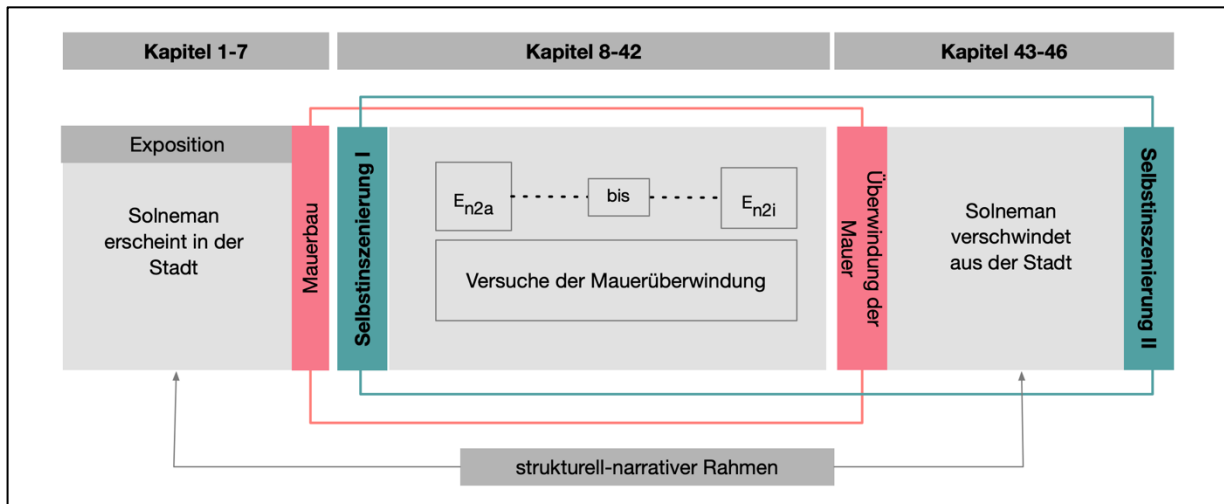 Kapitel 1-7
Kapitel 8-42
Kapitel 43-46
Exposition
Solneman
erscheint in der
Stadt
Mauerbau
Selbstinszenierung I
En2a
bis
En2i
Versuche der Mauerüberwindung
Überwindung der
Mauer
Solneman
verschwindet
aus der Stadt
Selbstinszenierung II
strukturell-narrativer Rahmen